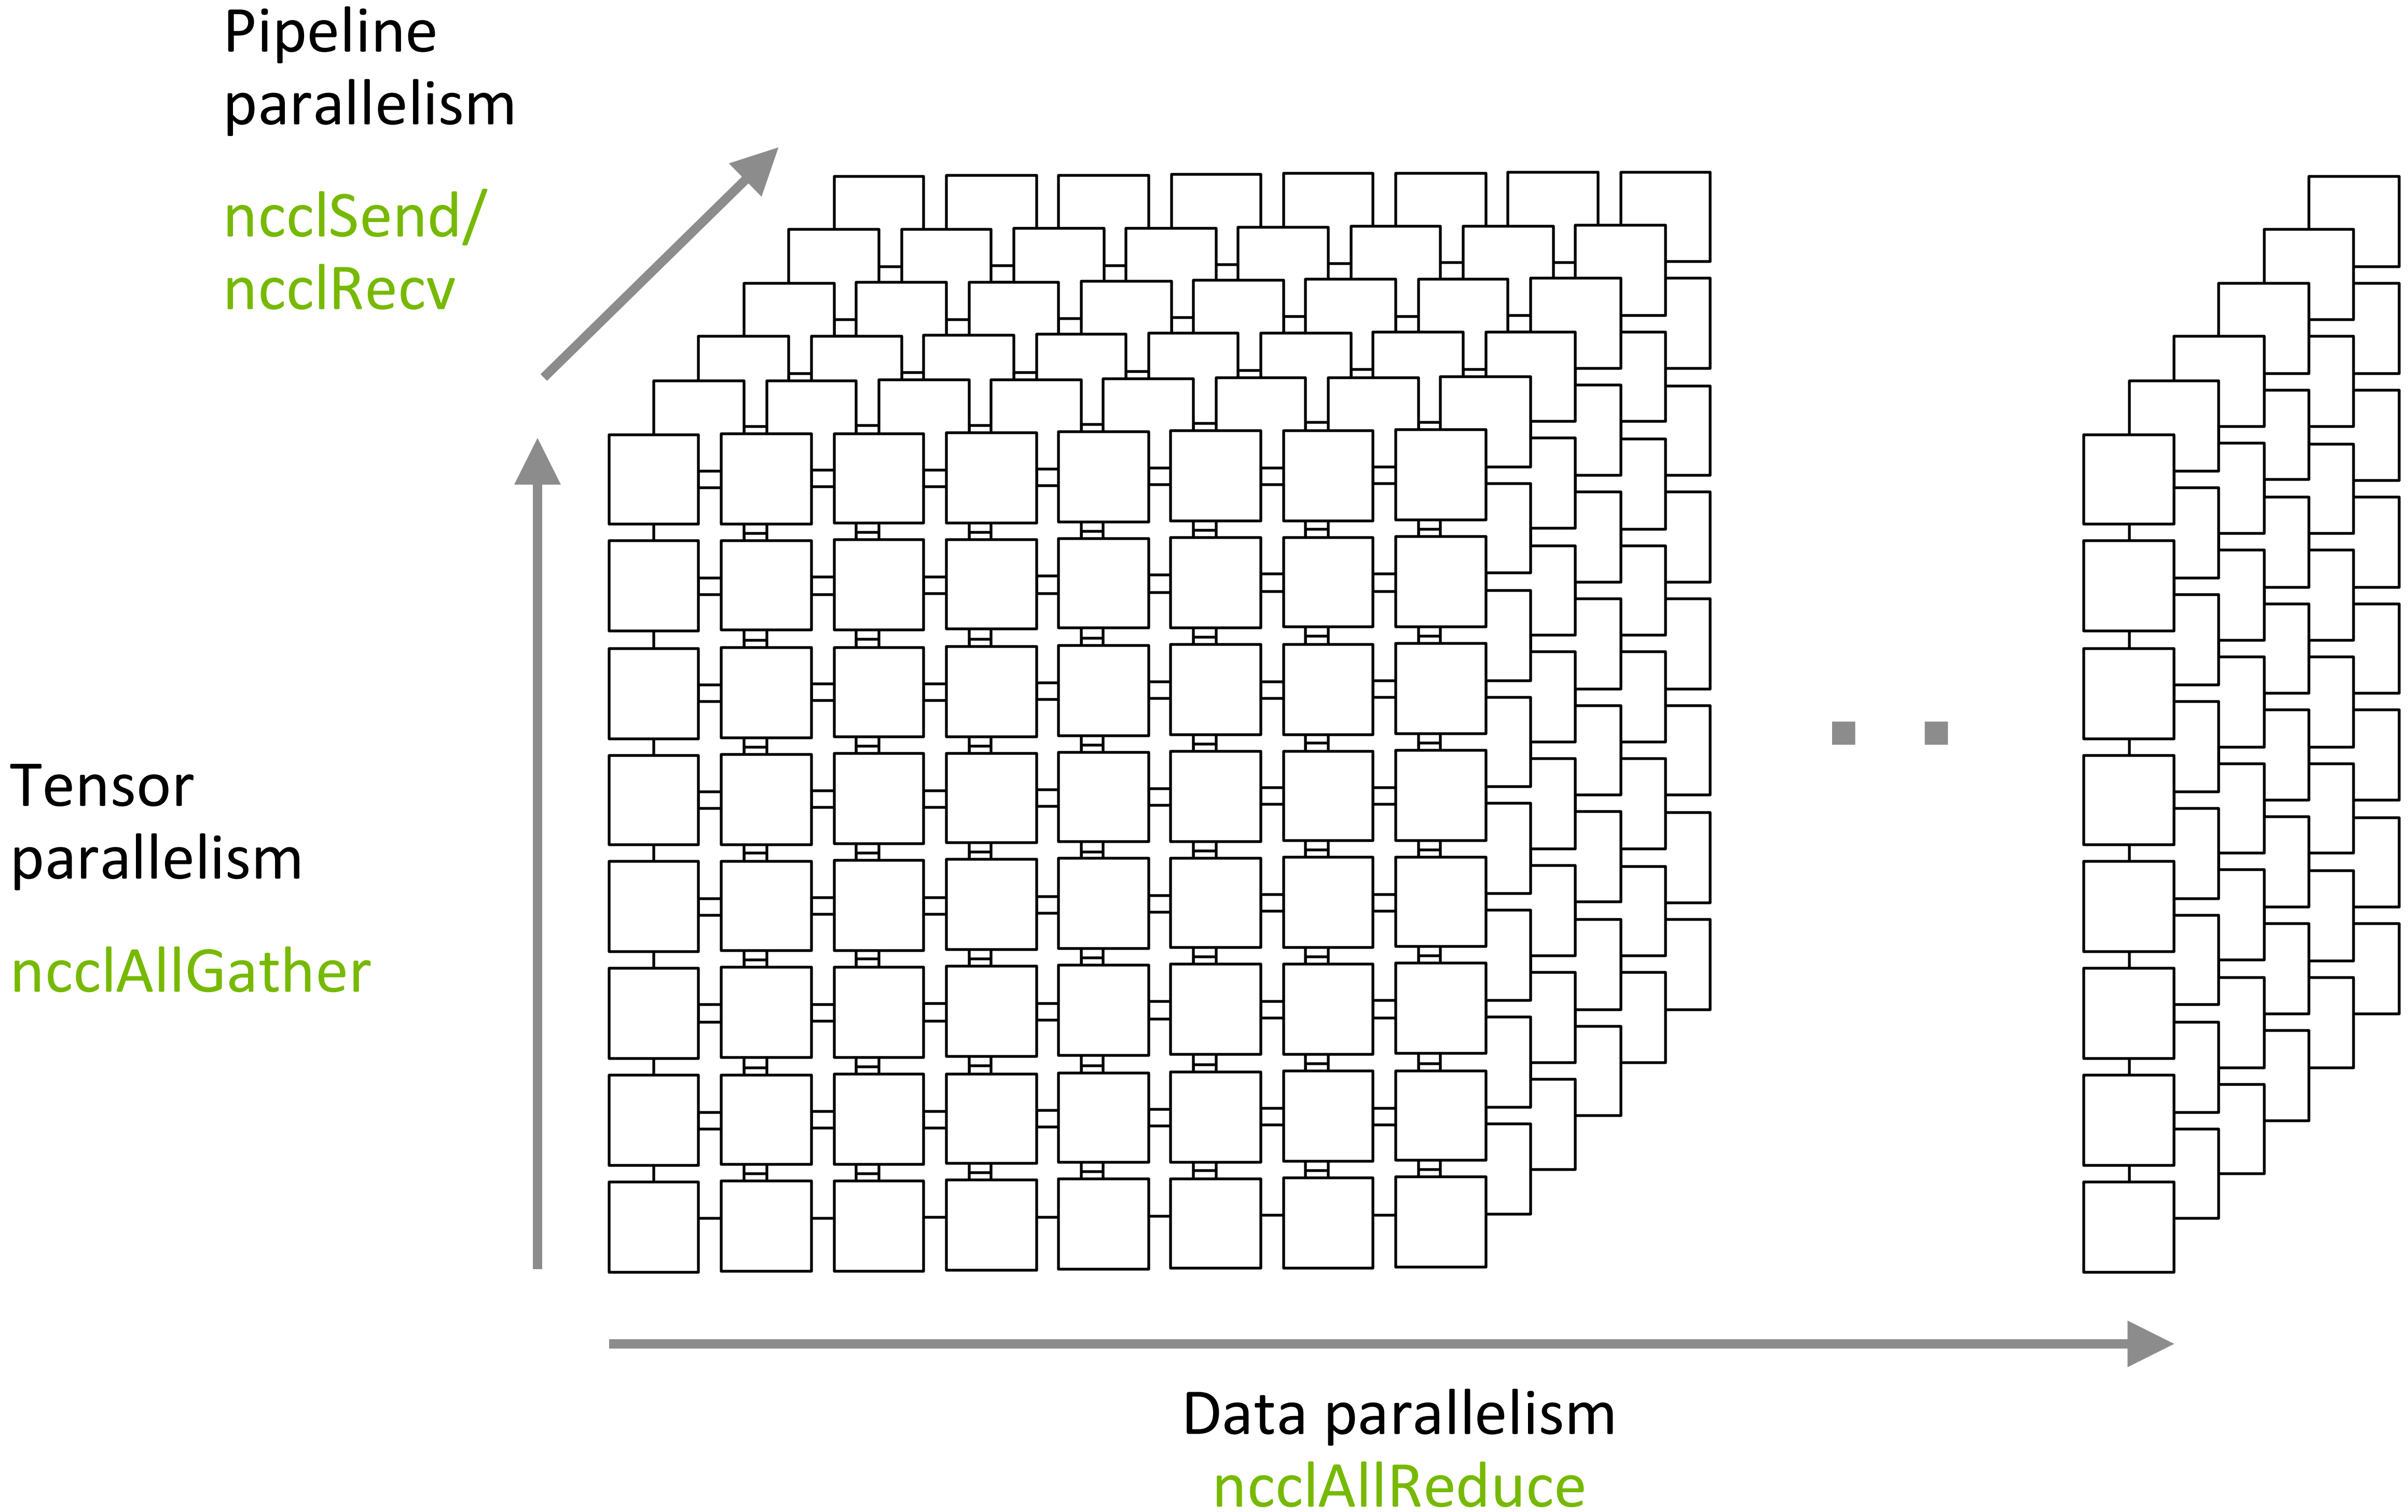 Pipeline
parallelism
ncclSend/
ncclRecv
Tensor
parallelism
ncclAllGather
Data parallelism
ncclAllReduce